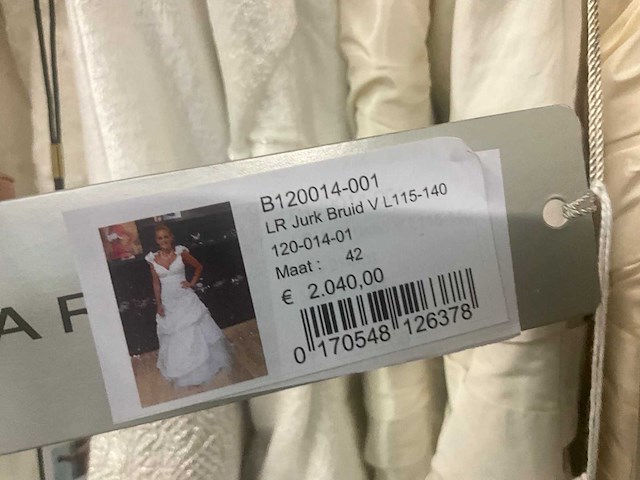 B120014-001
LR Jurk Bruid V L115-140
120-014-01
Maat : 42
€ 2.040,00
0 170548 126378